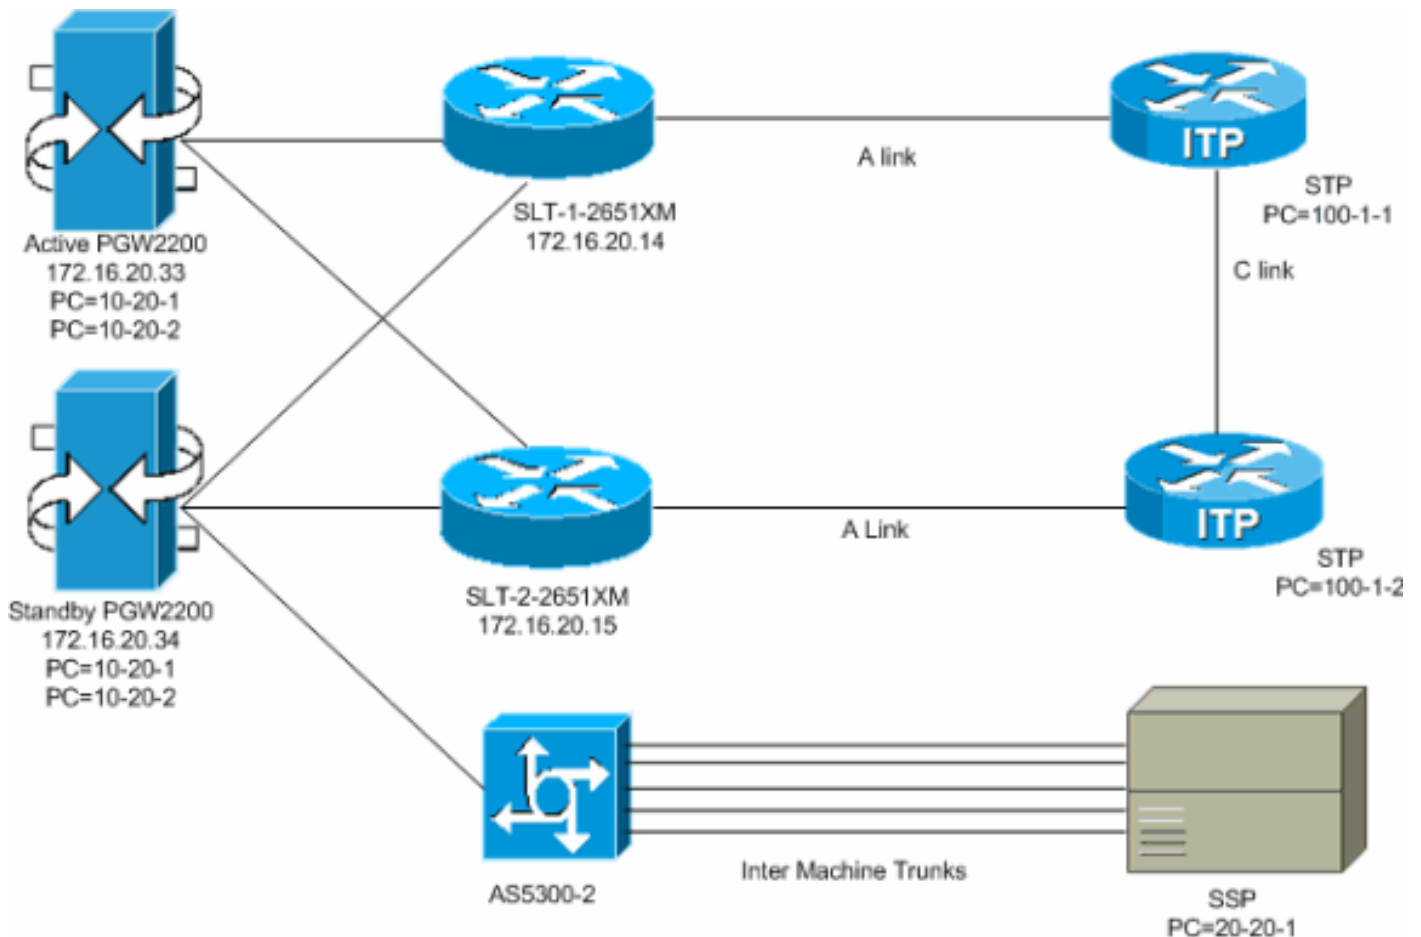 ITP
A link
STP
PC=100-1-1
SLT-1-2651XM
172.16.20.14
Active PGW2200
172.16.20.33
PC=10-20-1
PC=10-20-2
C link
ITP
A Link
STP
PC=100-1-2
SLT-2-2651XM
172.16.20.15
Standby PGW2200
172.16.20.34
PC=10-20-1
PC=10-20-2
Inter Machine Trunks
AS5300-2
SSP
PC=20-20-1